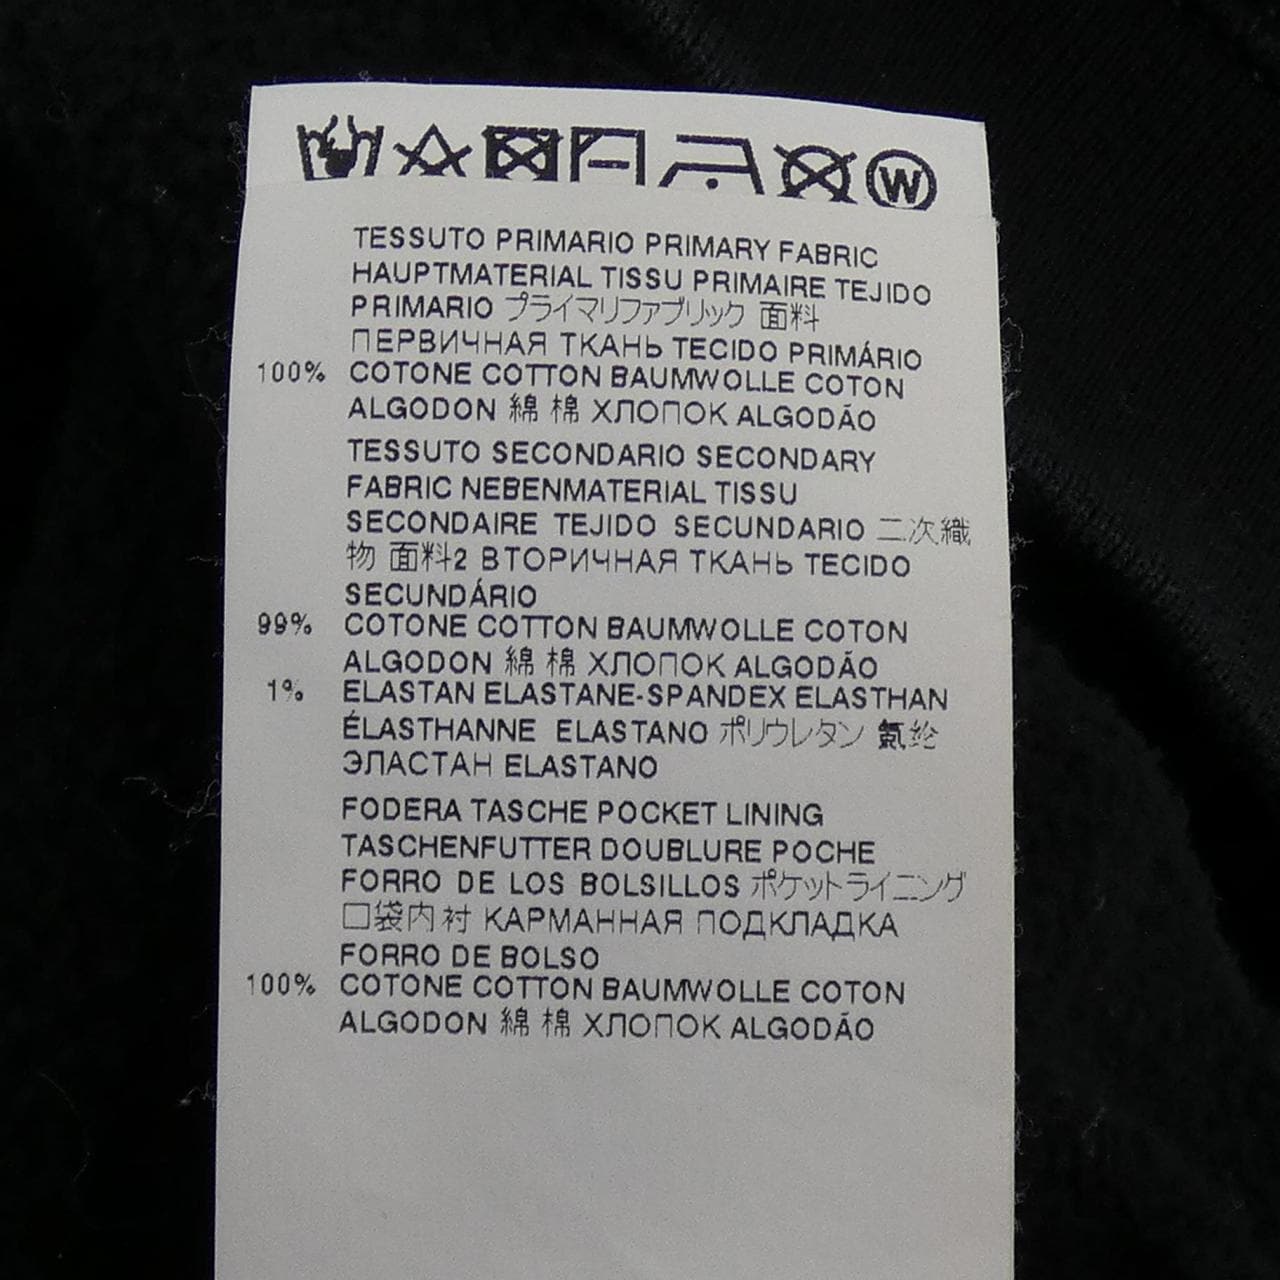 W
TESSUTO PRIMARIO PRIMARY FABRIC
HAUPTMATERIAL TISSU PRIMAIRE TEJIDO
PRIMARIO プライマリファブリック 面料
ПЕРВИЧНАЯ ТКАНЬ TECIDO PRIMÁRIO
100% COTONE COTTON BAUMWOLLE COTON
ALGODON 綿 棉 ХЛОПОК ALGODÃO
TESSUTO SECONDARIO SECONDARY
FABRIC NEBENMATERIAL TISSU
SECONDAIRE TEJIDO SECUNDARIO 二次織
物 面料2 ВТОРИЧНАЯ ТКАНЬ TECIDO
SECUNDÁRIO
99% COTONE COTTON BAUMWOLLE COTON
ALGODON 綿 棉 ХЛОПОК ALGODÃO
1% ELASTAN ELASTANE-SPANDEX ELASTHAN
ÉLASTHANNE ELASTANO ポリウレタン 氨纶
ЭЛАСТАН ELASTANO
FODERA TASCHE POCKET LINING
TASCHENFUTTER DOUBLURE POCHE
FORRO DE LOS BOLSILLOS ポケットライニング
口袋内衬 КАРМАННАЯ ПОДКЛАДКА
FORRO DE BOLSO
100% COTONE COTTON BAUMWOLLE COTON
ALGODON 綿 棉 ХЛОПОК ALGODÃO